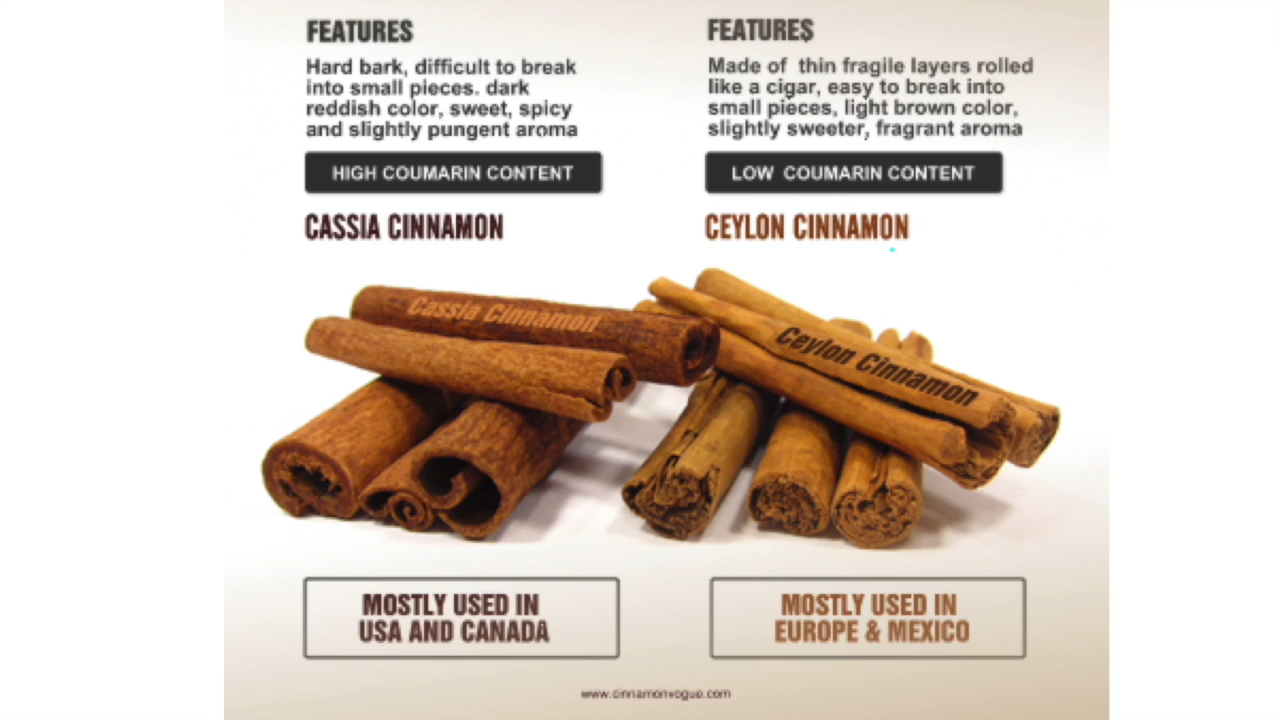 FEATURES
Hard bark, difficult to break
into small pieces. dark
reddish color, sweet, spicy
and slightly pungent aroma
HIGH COUMARIN CONTENT
CASSIA CINNAMON
FEATURES
Made of thin fragile layers rolled
like a cigar, easy to break into
small pieces, light brown color,
slightly sweeter, fragrant aroma
LOW COUMARIN CONTENT
CEYLON CINNAMON
Cassia Cinnamon
Ceylon Cinnamon
MOSTLY USED IN
USA AND CANADA
MOSTLY USED IN
EUROPE & MEXICO
www.cinnamonvogue.com